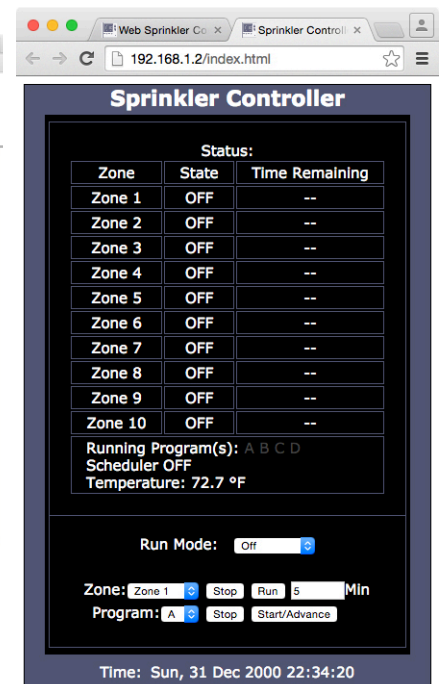 Web Sprinkler Co
Sprinkler Controll
192.168.1.2/index.html
Sprinkler Controller
Status:
Zone State Time Remaining
Zone 1 OFF --
Zone 2 OFF --
Zone 3 OFF --
Zone 4 OFF --
Zone 5 OFF --
Zone 6 OFF --
Zone 7 OFF --
Zone 8 OFF --
Zone 9 OFF --
Zone 10 OFF --
Running Program(s): A B C D
Scheduler OFF
Temperature: 72.7 ºF
Run Mode: Off
Zone: Zone 1 Stop Run 5 Min
Program: A Stop Start/Advance
Time: Sun, 31 Dec 2000 22:34:20